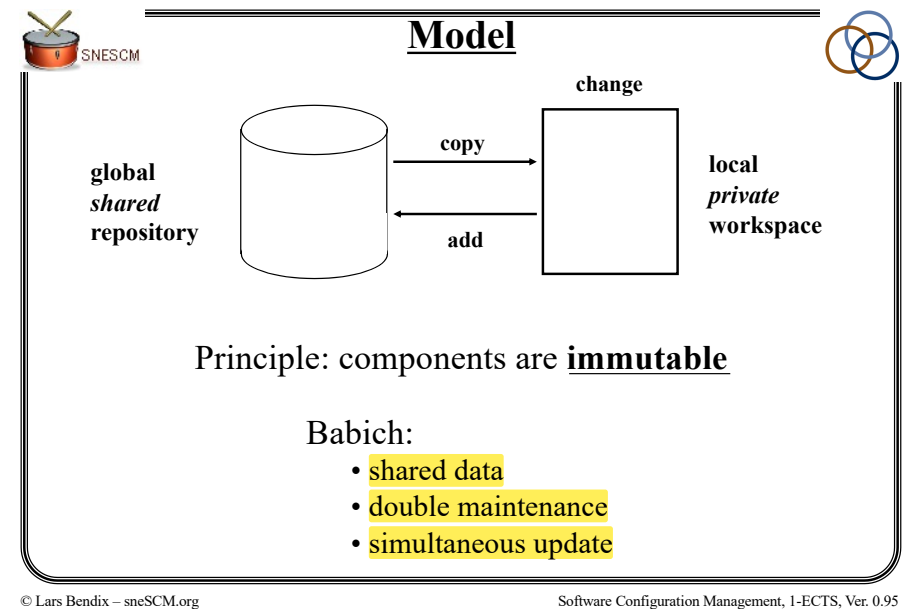 SNESCM
Model
change
copy
global
shared
repository
local
private
workspace
add
Principle: components are immutable
Babich:
• shared data
• double maintenance
• simultaneous update
© Lars Bendix – sneSCM.org
Software Configuration Management, 1-ECTS, Ver. 0.95